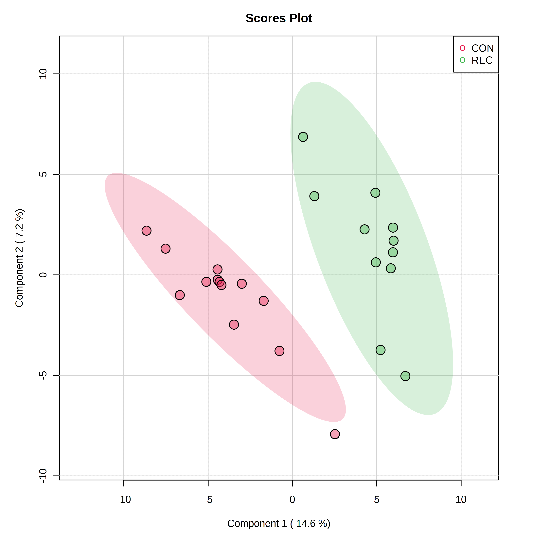 Scores Plot
CON
RLC
10
5
0
-5
-10
Component 2 ( 7.2 %)
10 5 0 5 10
Component 1 ( 14.6 %)